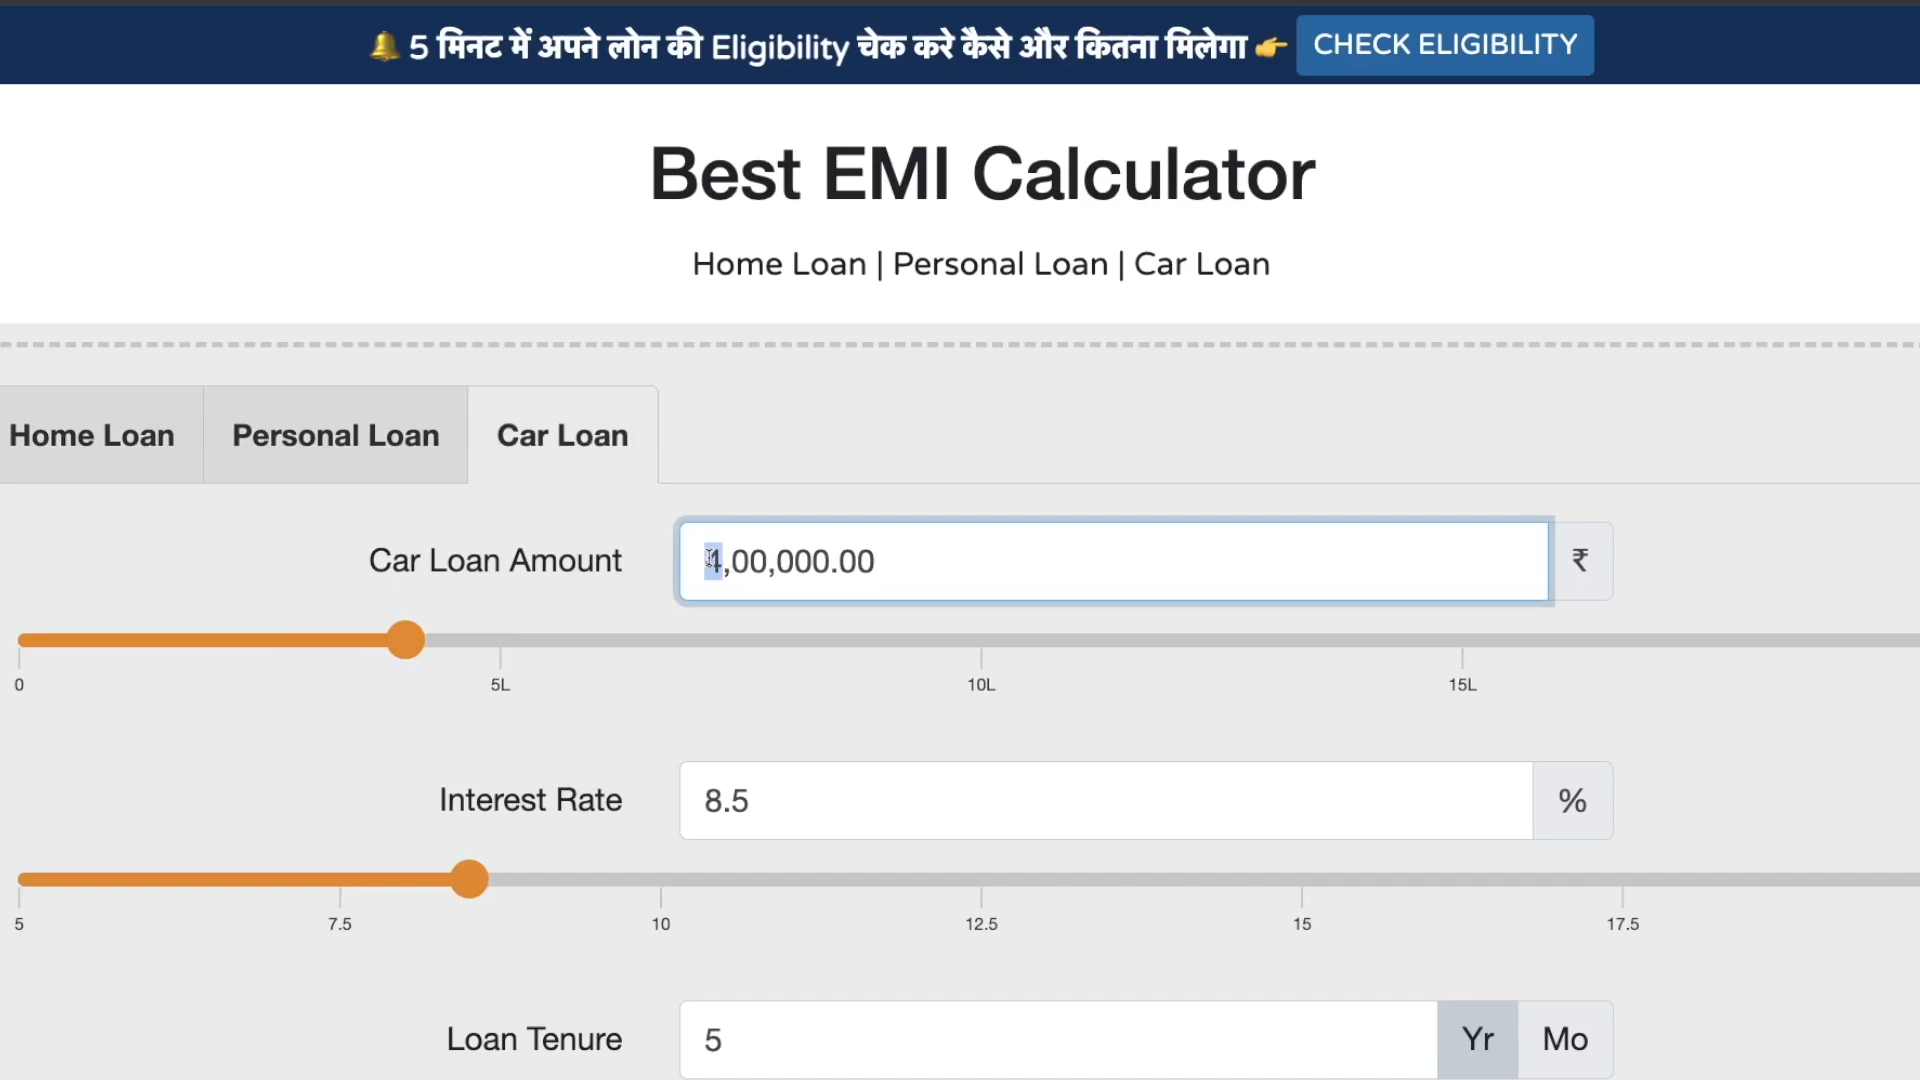 🔔 5 मिनट में अपने लोन की Eligibility चेक करे कैसे और कितना मिलेगा 👉 CHECK ELIGIBILITY
Best EMI Calculator
Home Loan | Personal Loan | Car Loan
Home Loan Personal Loan Car Loan
Car Loan Amount 4,00,000.00 ₹
0 5L 10L 15L
Interest Rate 8.5 %
5 7.5 10 12.5 15 17.5
Loan Tenure 5 Yr Mo